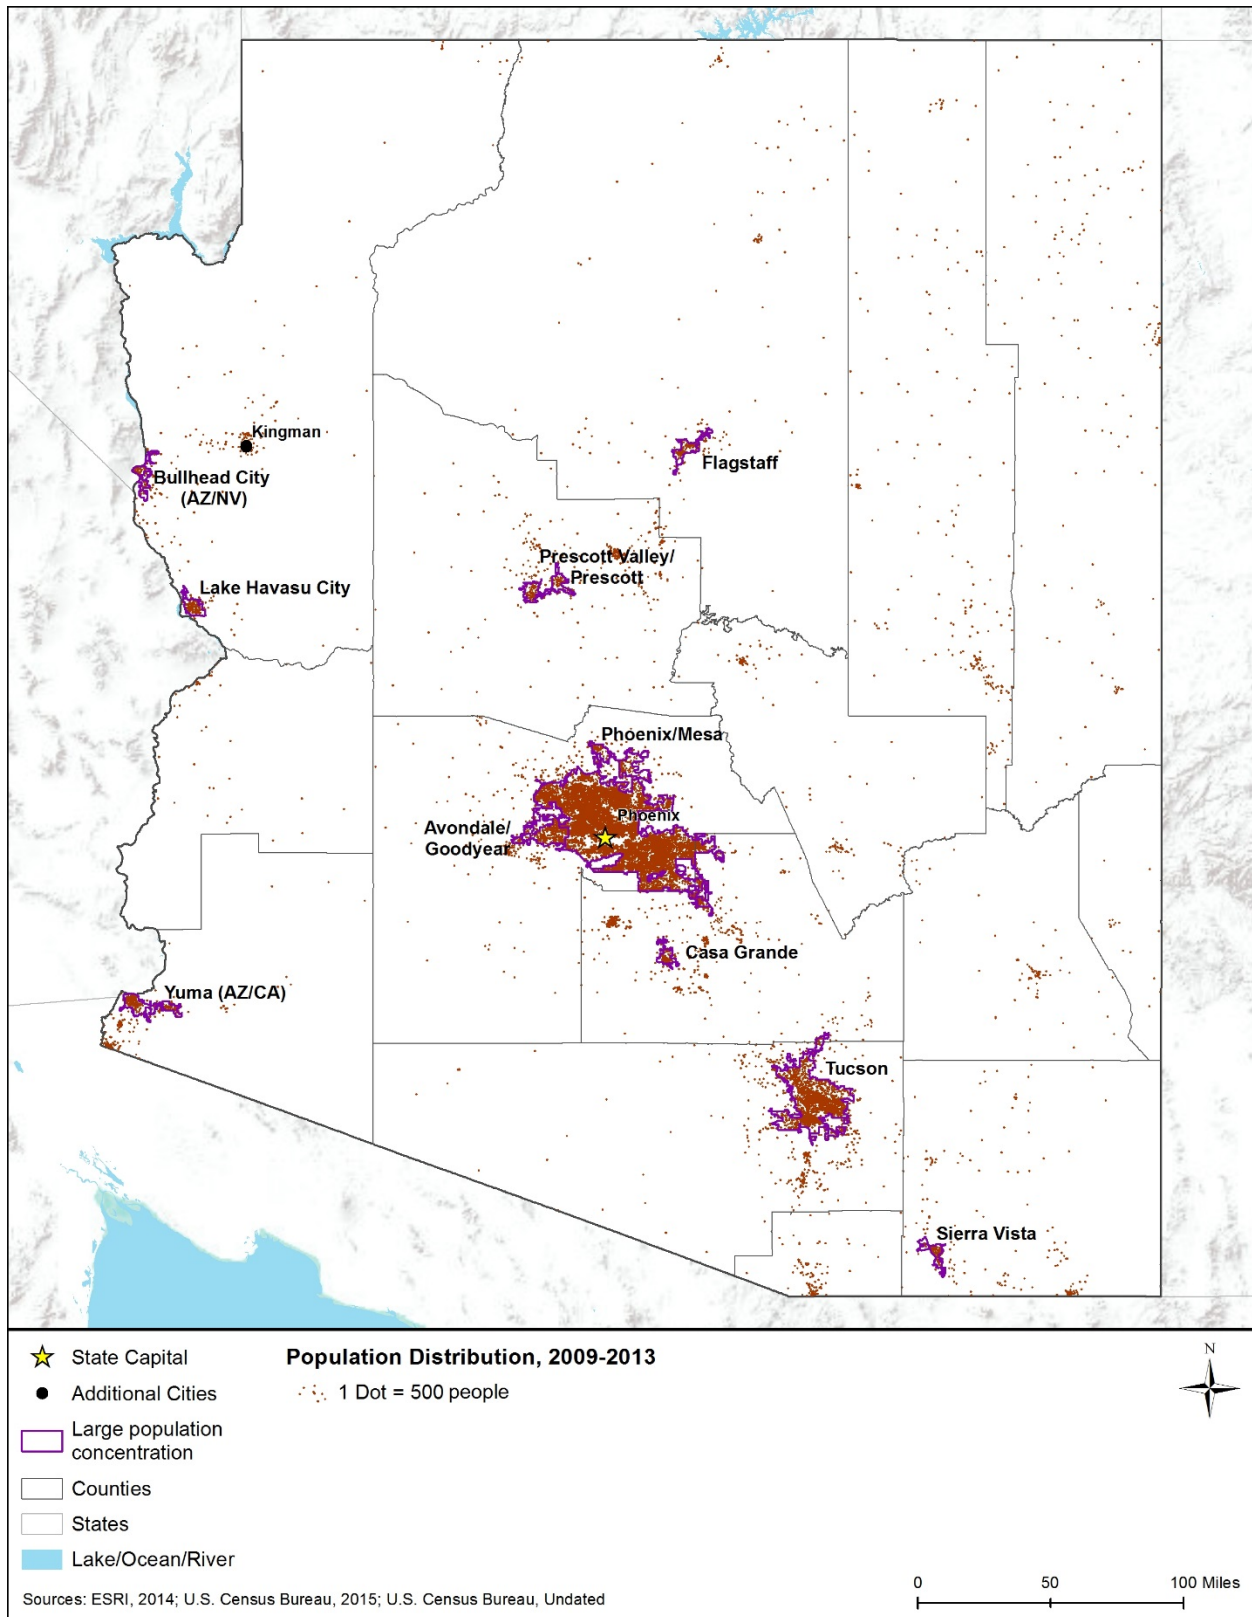 Kingman
Bullhead City
(AZ/NV)
Flagstaff
Prescott Valley/
Prescott
Lake Havasu City
Phoenix/Mesa
Phoenix
Avondale/
Goodyear
Casa Grande
Yuma (AZ/CA)
Tucson
Sierra Vista
State Capital
Additional Cities
Large population
concentration
Counties
States
Lake/Ocean/River
Population Distribution, 2009-2013
1 Dot = 500 people
N
Sources: ESRI, 2014; U.S. Census Bureau, 2015; U.S. Census Bureau, Undated
0 50 100 Miles